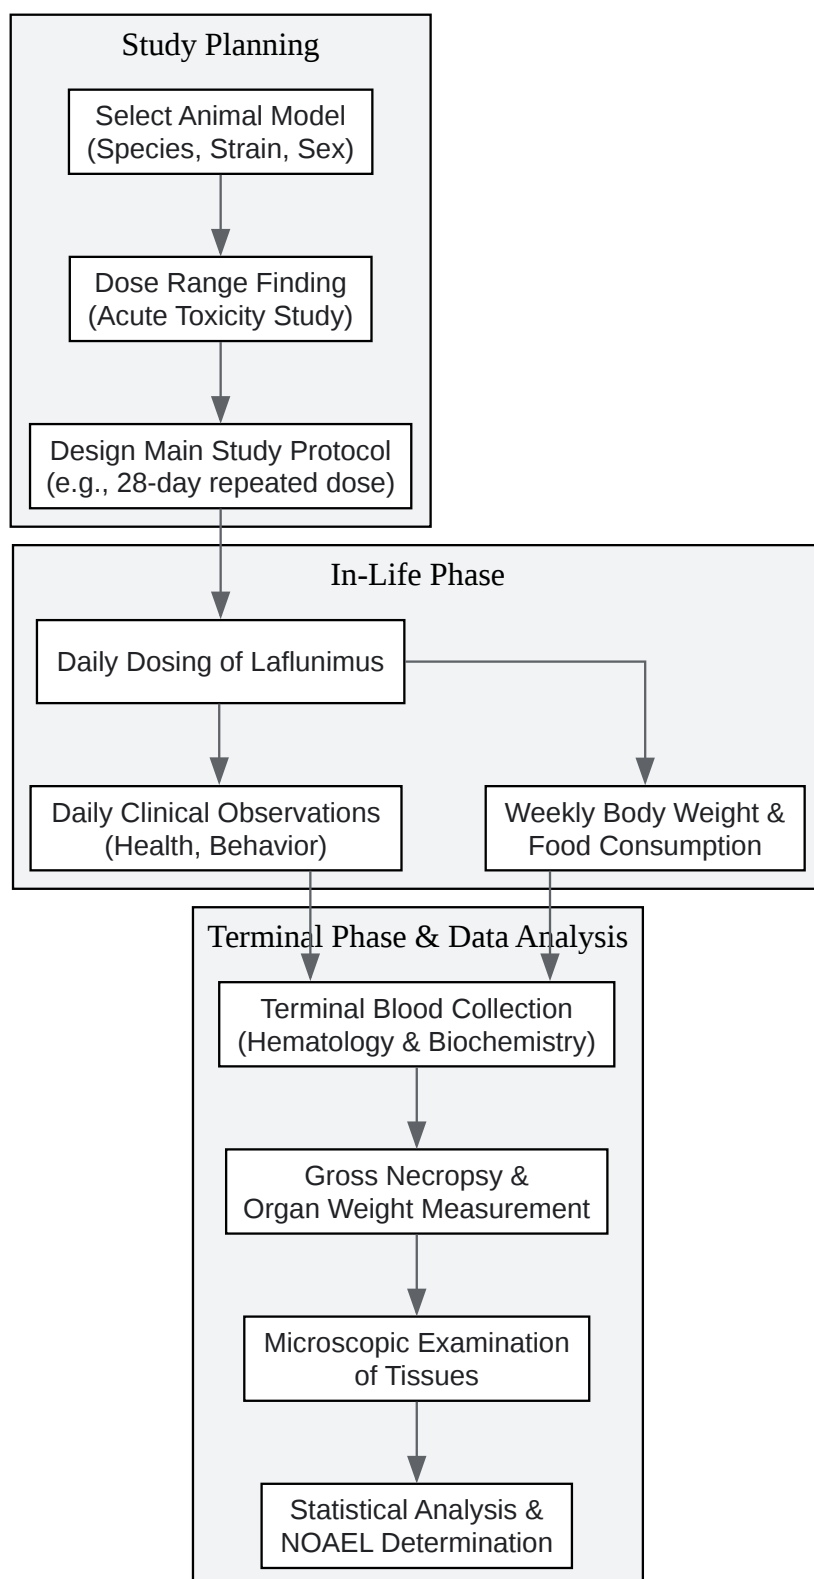 Study Planning
Select Animal Model
(Species, Strain, Sex)
Dose Range Finding
(Acute Toxicity Study)
Design Main Study Protocol
(e.g., 28-day repeated dose)
In-Life Phase
Daily Dosing of Laflunimus
Daily Clinical Observations
(Health, Behavior)
Weekly Body Weight &
Food Consumption
Terminal Phase & Data Analysis
Terminal Blood Collection
(Hematology & Biochemistry)
Gross Necropsy &
Organ Weight Measurement
Microscopic Examination
of Tissues
Statistical Analysis &
NOAEL Determination